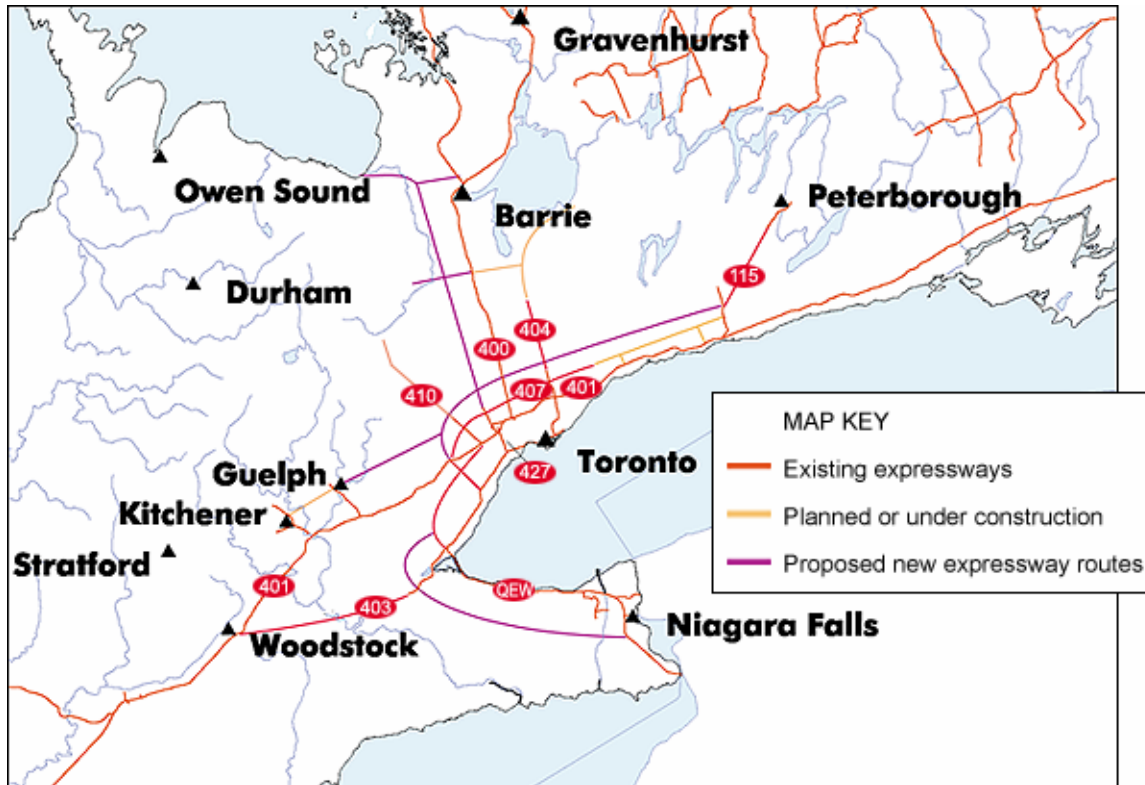 Gravenhurst
Owen Sound
Barrie
Peterborough
Durham
115
404
400
407
401
410
MAP KEY
Existing expressways
Planned or under construction
Proposed new expressway routes
Toronto
427
Guelph
Kitchener
Stratford
401
403
QEW
Woodstock
Niagara Falls